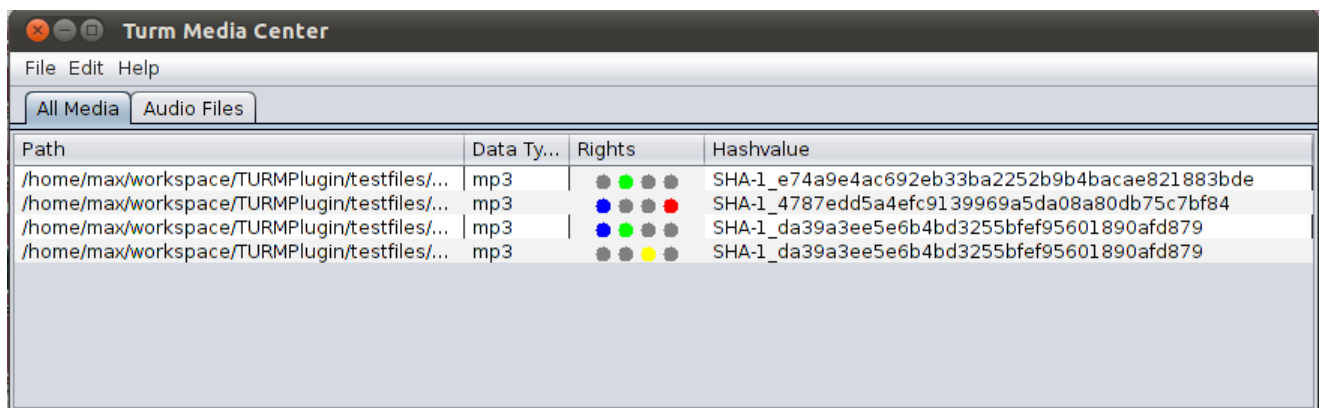 Turm Media Center
File Edit Help
All Media Audio Files
Path Data Ty... Rights Hashvalue
/home/max/workspace/TURMPlugin/testfiles/... mp3 SHA-1_e74a9e4ac692eb33ba2252b9b4bacae821883bde
/home/max/workspace/TURMPlugin/testfiles/... mp3 SHA-1_4787edd5a4efc9139969a5da08a80db75c7bf84
/home/max/workspace/TURMPlugin/testfiles/... mp3 SHA-1_da39a3ee5e6b4bd3255bfef95601890afd879
/home/max/workspace/TURMPlugin/testfiles/... mp3 SHA-1_da39a3ee5e6b4bd3255bfef95601890afd879